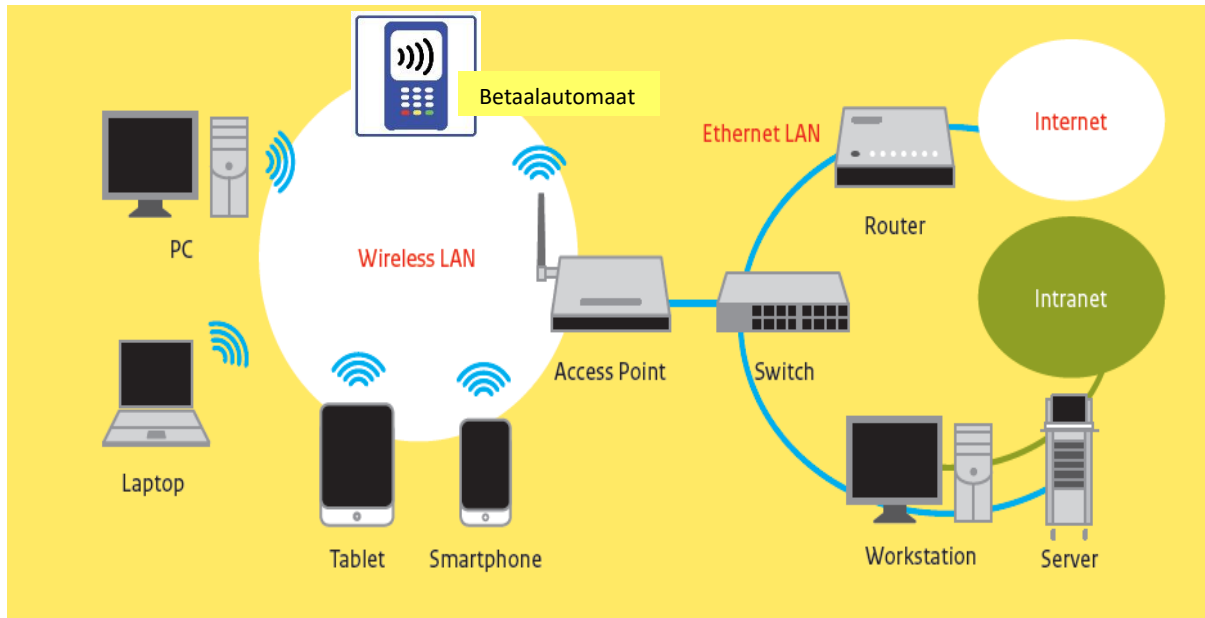 Betaalautomaat
Ethernet LAN
Internet
Router
PC
Wireless LAN
Intranet
Access Point
Switch
Laptop
Tablet
Smartphone
Workstation
Server